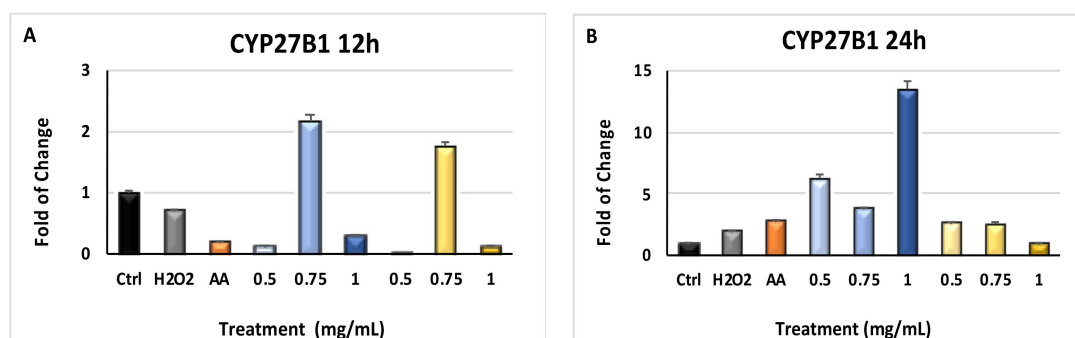 A
CYP27B1 12h
3
2
1
0
Fold of Change
Ctrl H2O2 AA 0.5 0.75 1 0.5 0.75 1
Treatment (mg/mL)
B
CYP27B1 24h
15
10
5
0
Fold of Change
Ctrl H2O2 AA 0.5 0.75 1 0.5 0.75 1
Treatment (mg/mL)